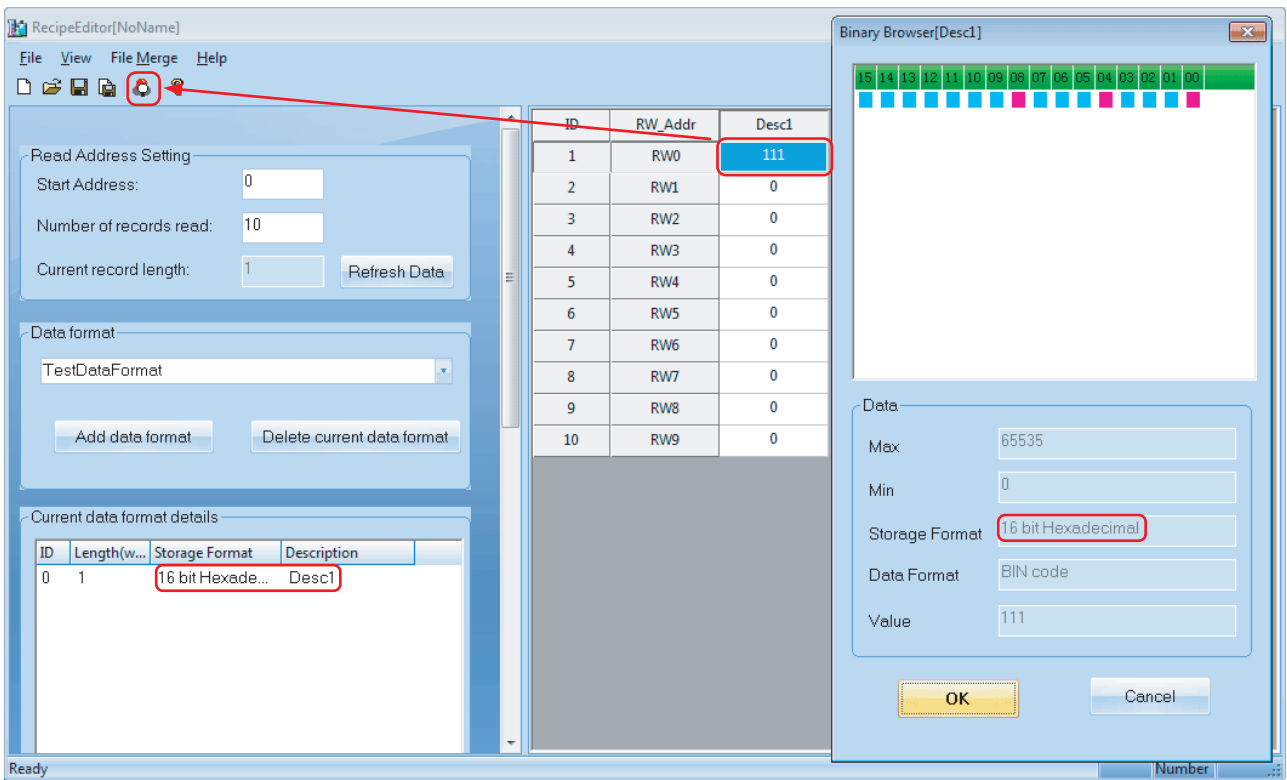 RecipeEditor[NoName]
File View File Merge Help
Read Address Setting
Start Address: 0
Number of records read: 10
Current record length: 1 Refresh Data
Data format
TestDataFormat
Add data format Delete current data format
Current data format details
ID Length(w... Storage Format Description
0 1 16 bit Hexade... Desc1
ID RW_Addr Desc1
1 RW0 111
2 RW1 0
3 RW2 0
4 RW3 0
5 RW4 0
6 RW5 0
7 RW6 0
8 RW7 0
9 RW8 0
10 RW9 0
Binary Browser[Desc1]
15 14 13 12 11 10 09 08 07 06 05 04 03 02 01 00
Data
Max 65535
Min 0
Storage Format 16 bit Hexadecimal
Data Format BIN code
Value 111
OK Cancel
Ready Number